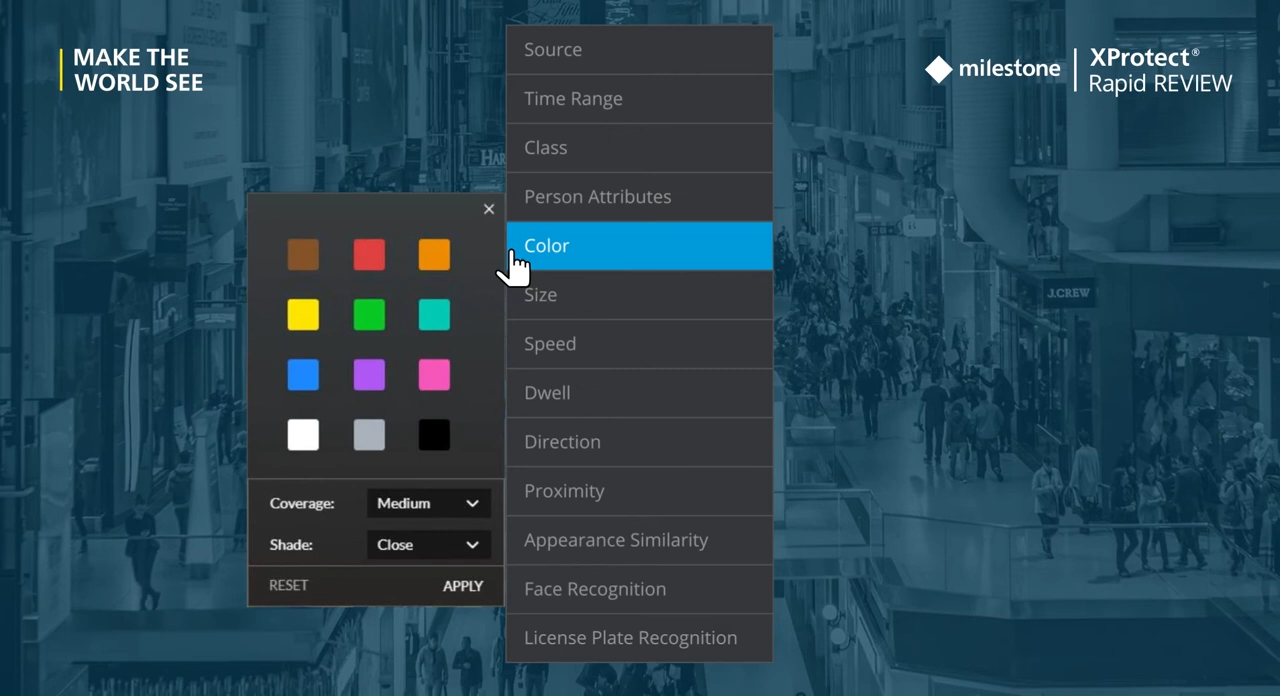 MAKE THE
WORLD SEE
milestone
XProtect®
Rapid REVIEW
Source
Time Range
Class
Person Attributes
Color
Size
Speed
Dwell
Direction
Proximity
Appearance Similarity
Face Recognition
License Plate Recognition
×
Coverage: Medium
Shade: Close
RESET APPLY
J.CREW